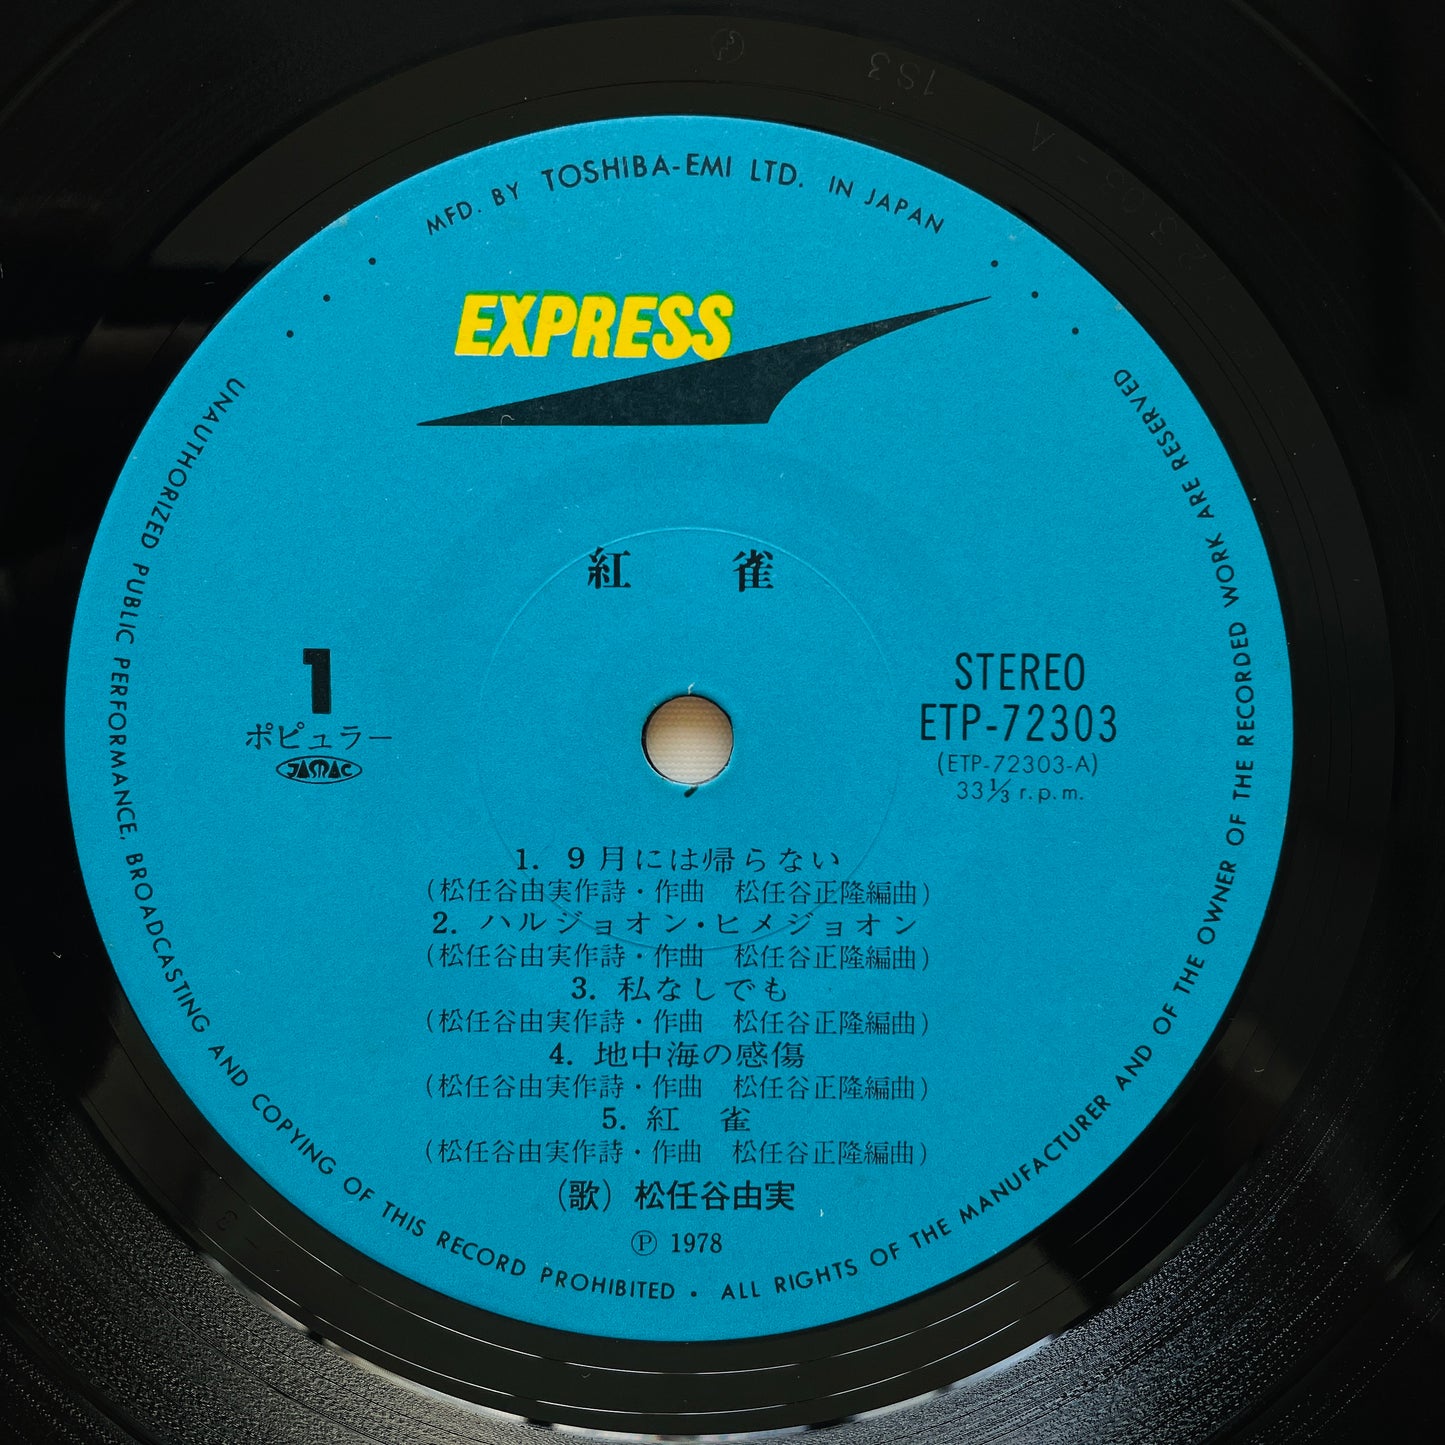 MFD. BY TOSHIBA-EMI LTD. IN JAPAN
EXPRESS
紅 雀
1
ポピュラー
JASRAC
STEREO
ETP-72303
(ETP-72303-A)
33⅓ r.p.m.
1. 9月には帰らない
(松任谷由実作詩・作曲 松任谷正隆編曲)
2. ハルジョオン・ヒメジョオン
(松任谷由実作詩・作曲 松任谷正隆編曲)
3. 私なしでも
(松任谷由実作詩・作曲 松任谷正隆編曲)
4. 地中海の感傷
(松任谷由実作詩・作曲 松任谷正隆編曲)
5. 紅 雀
(松任谷由実作詩・作曲 松任谷正隆編曲)
(歌) 松任谷由実
Ⓟ 1978
UNAUTHORIZED PUBLIC PERFORMANCE, BROADCASTING AND COPYING OF THIS RECORD PROHIBITED • ALL RIGHTS OF THE MANUFACTURER AND OF THE OWNER OF THE RECORDED WORK ARE RESERVED
1S3